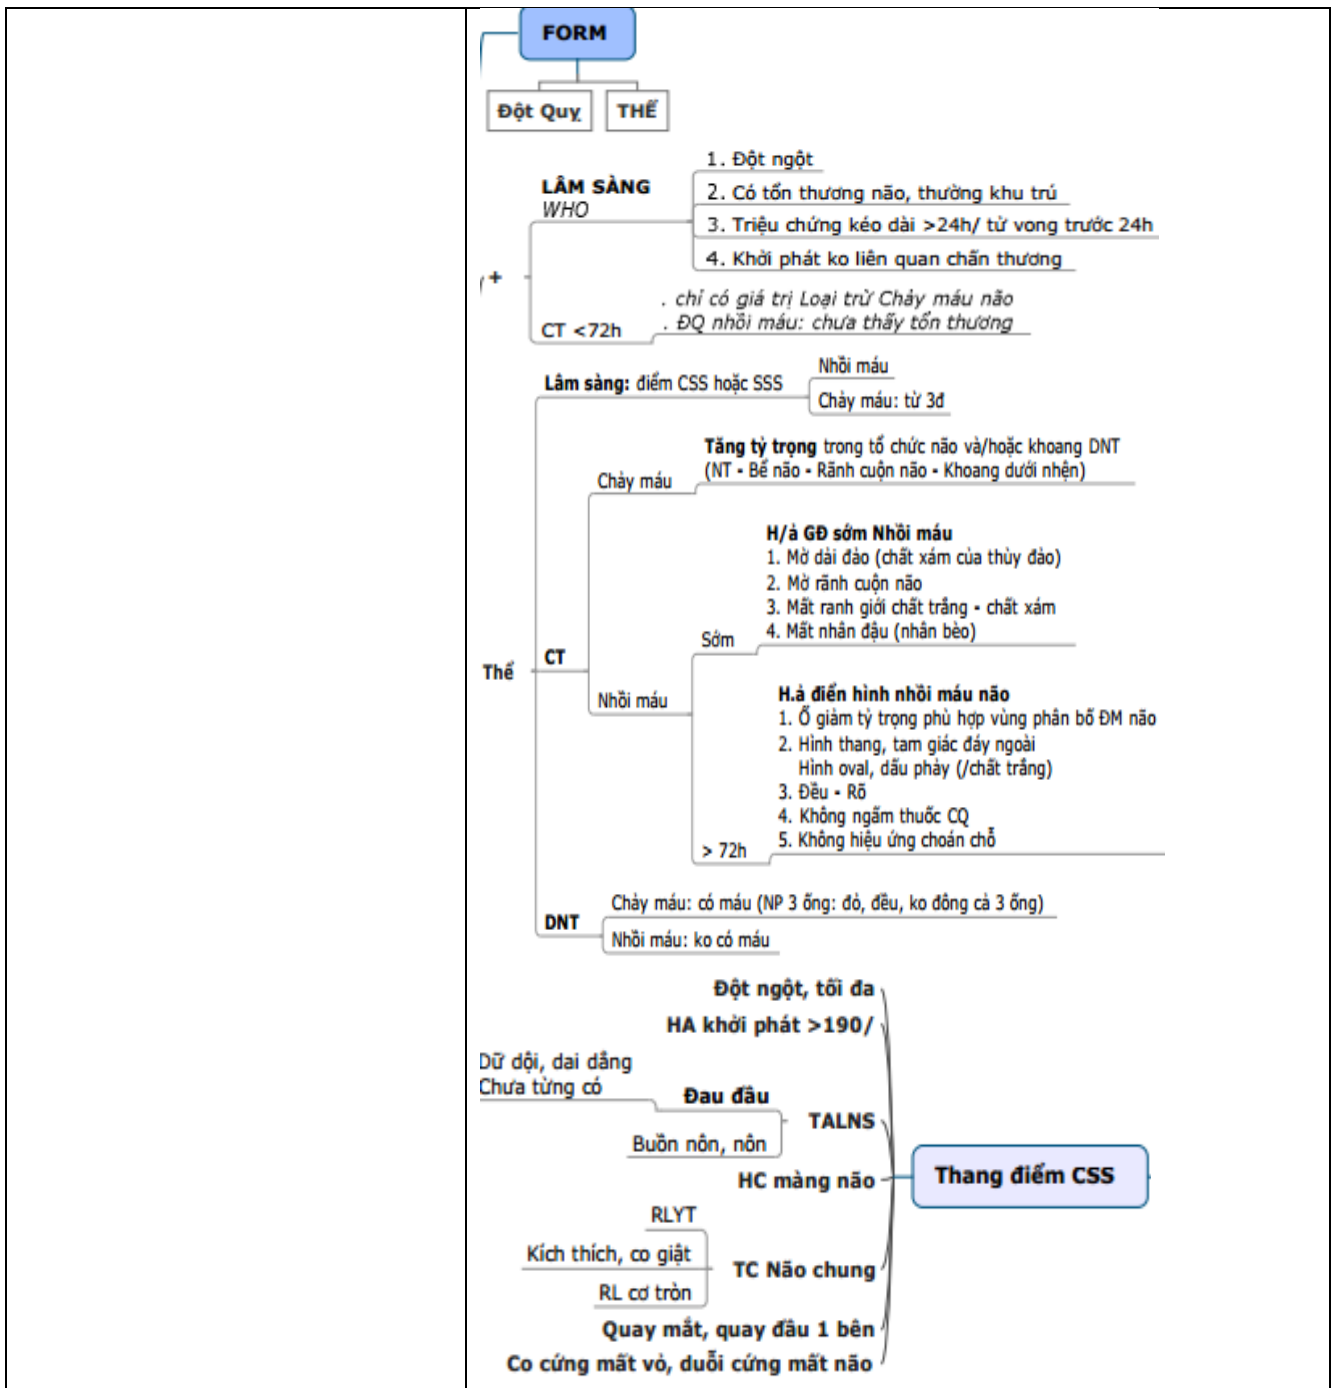 FORM
Đột Quỵ
THỂ
LÂM SÀNG
WHO
1. Đột ngột
2. Có tổn thương não, thường khu trú
3. Triệu chứng kéo dài >24h/ tử vong trước 24h
4. Khởi phát ko liên quan chấn thương
+
CT <72h
. chỉ có giá trị Loại trừ Chảy máu não
. ĐQ nhồi máu: chưa thấy tổn thương
Lâm sàng: điểm CSS hoặc SSS
Nhồi máu
Chảy máu: từ 3đ
Thể
CT
Chảy máu
Tăng tỷ trọng trong tổ chức não và/hoặc khoang DNT
(NT - Bể não - Rãnh cuộn não - Khoang dưới nhện)
Nhồi máu
Sớm
H/ả GĐ sớm Nhồi máu
1. Mờ dải đảo (chất xám của thùy đảo)
2. Mờ rãnh cuộn não
3. Mất ranh giới chất trắng - chất xám
4. Mất nhân đậu (nhân bèo)
> 72h
H.ả điển hình nhồi máu não
1. Ổ giảm tỷ trọng phù hợp vùng phân bố ĐM não
2. Hình thang, tam giác đáy ngoài
Hình oval, dấu phảy (/chất trắng)
3. Đều - Rõ
4. Không ngấm thuốc CQ
5. Không hiệu ứng choán chỗ
DNT
Chảy máu: có máu (NP 3 ống: đỏ, đều, ko đông cả 3 ống)
Nhồi máu: ko có máu
Thang điểm CSS
Đột ngột, tối đa
HA khởi phát >190/
TALNS
Đau đầu
Dữ dội, dai dẳng
Chưa từng có
Buồn nôn, nôn
HC màng não
TC Não chung
RLYT
Kích thích, co giật
RL cơ tròn
Quay mắt, quay đầu 1 bên
Co cứng mất vỏ, duỗi cứng mất não